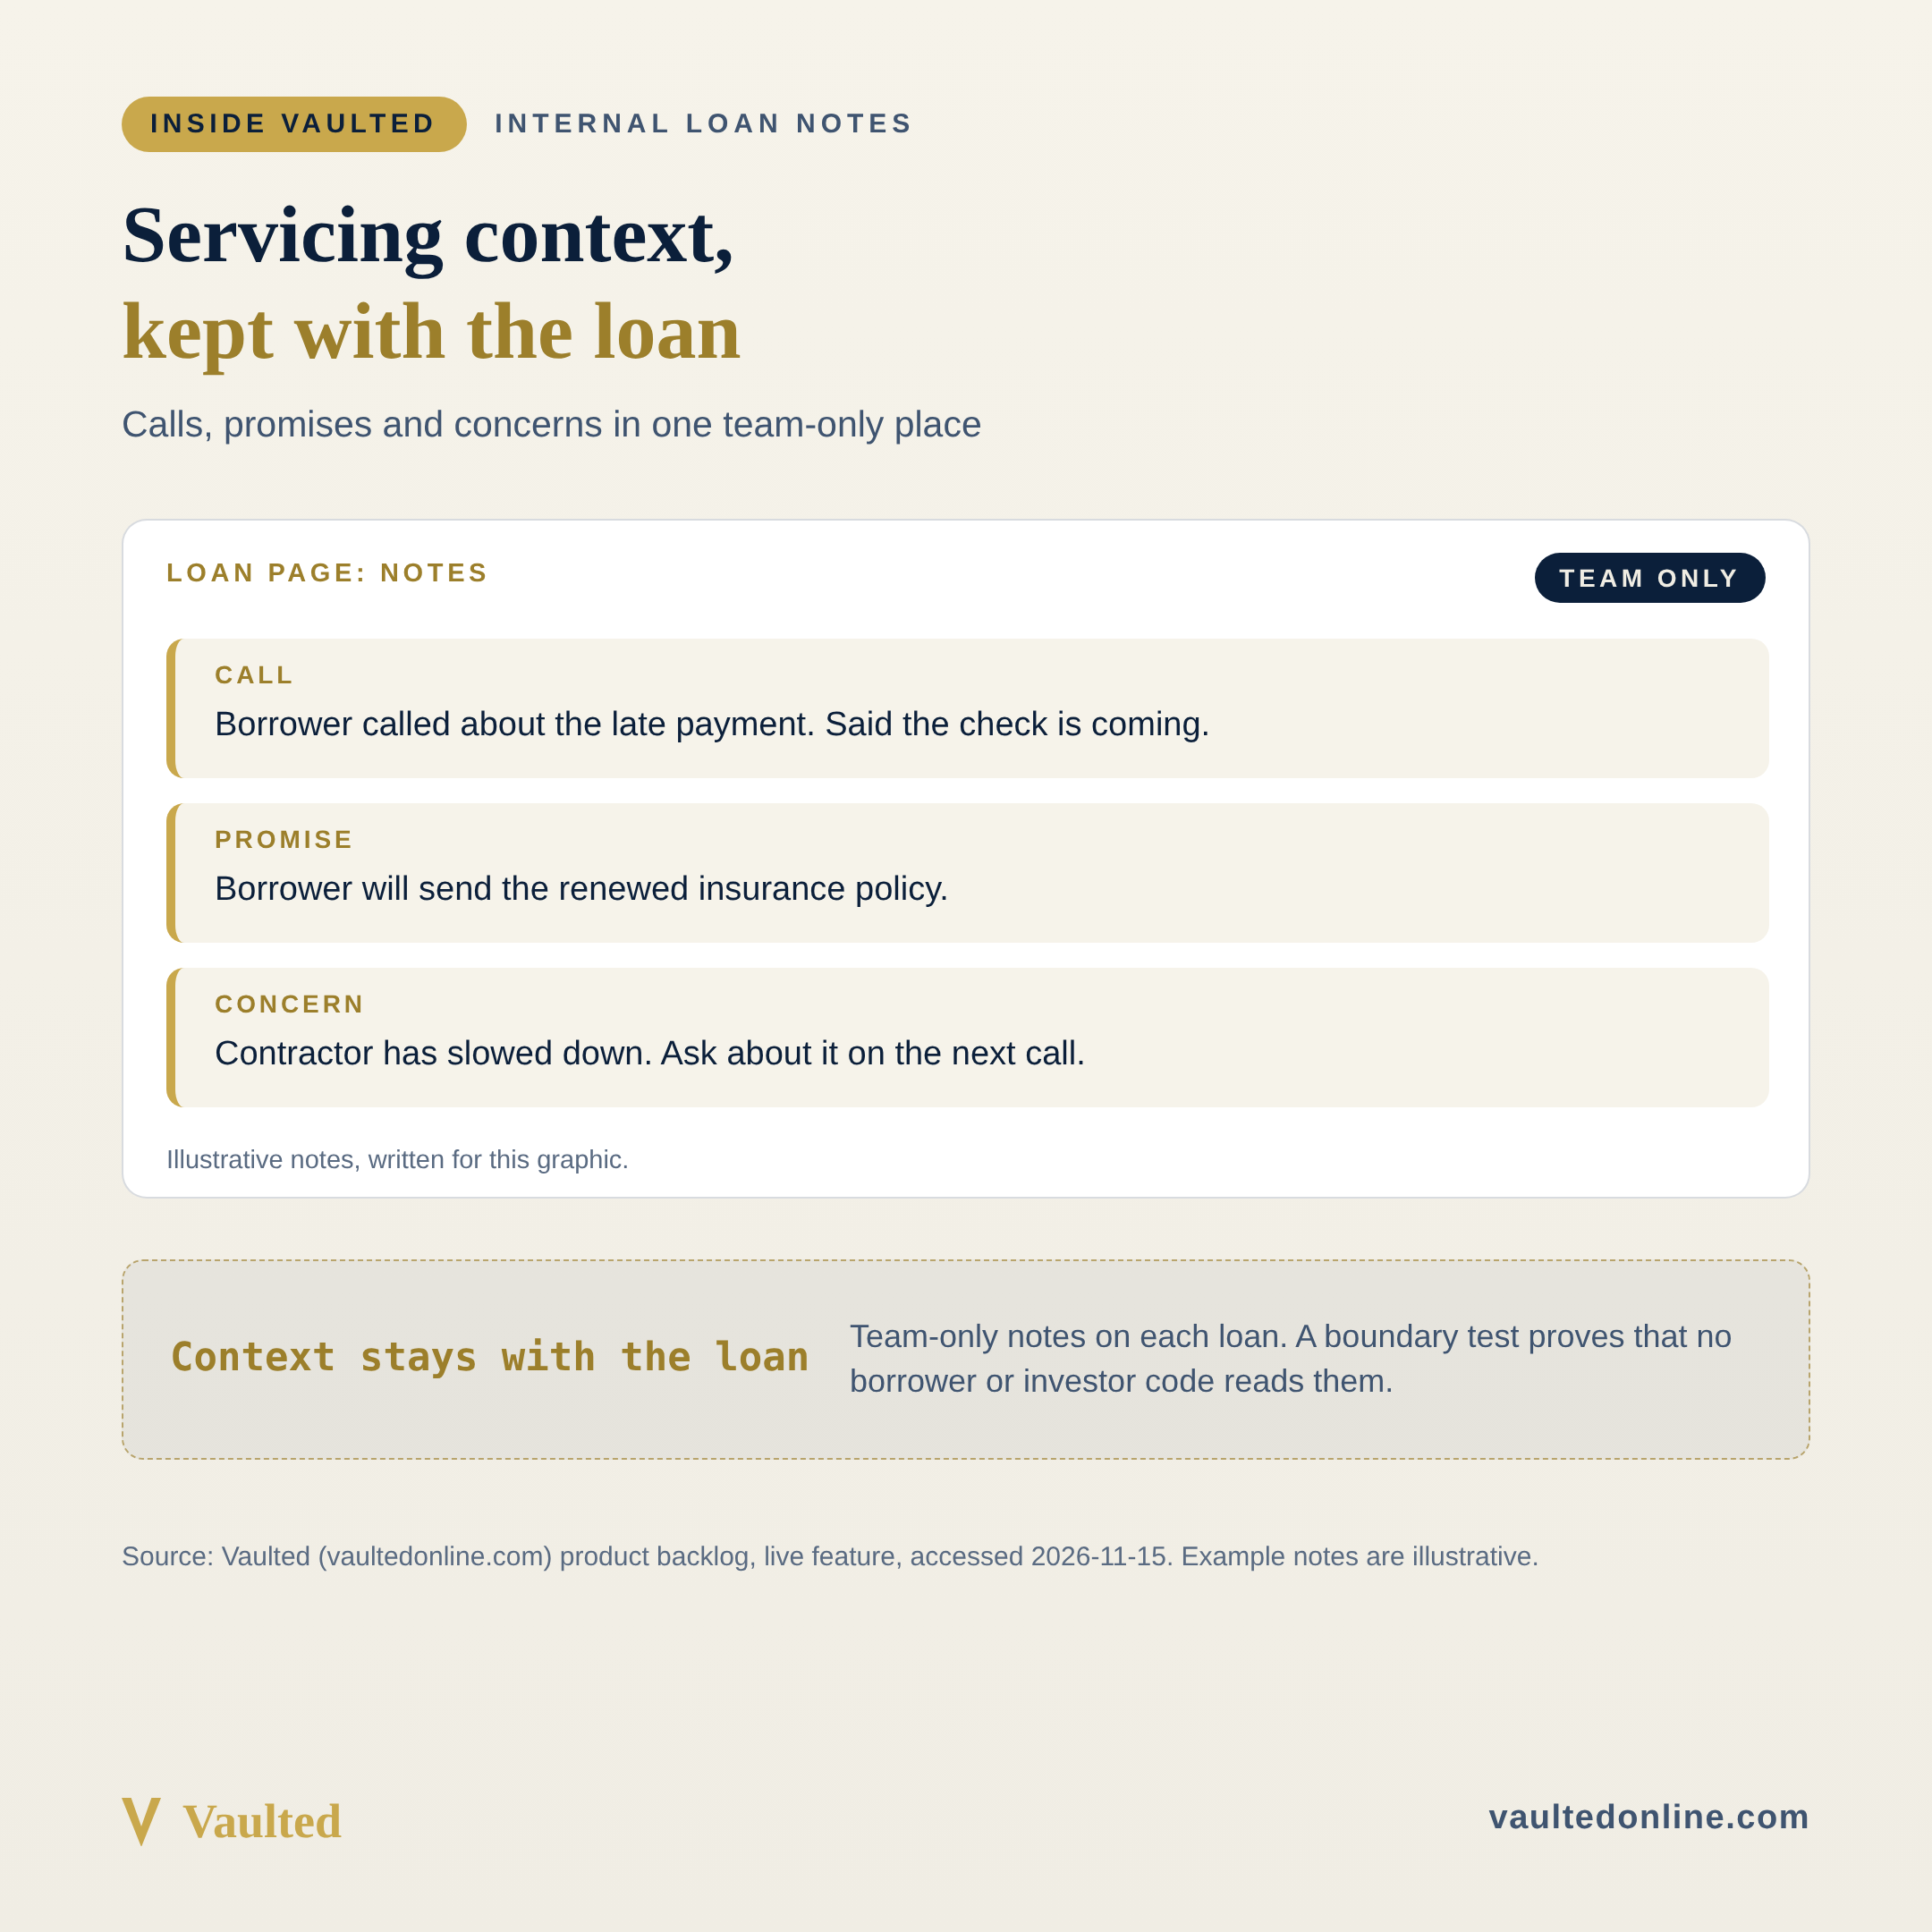 INSIDE VAULTED INTERNAL LOAN NOTES
Servicing context,
kept with the loan
Calls, promises and concerns in one team-only place
LOAN PAGE: NOTES
TEAM ONLY
CALL
Borrower called about the late payment. Said the check is coming.
PROMISE
Borrower will send the renewed insurance policy.
CONCERN
Contractor has slowed down. Ask about it on the next call.
Illustrative notes, written for this graphic.
Context stays with the loan
Team-only notes on each loan. A boundary test proves that no
borrower or investor code reads them.
Source: Vaulted (vaultedonline.com) product backlog, live feature, accessed 2026-11-15. Example notes are illustrative.
Vaulted
vaultedonline.com